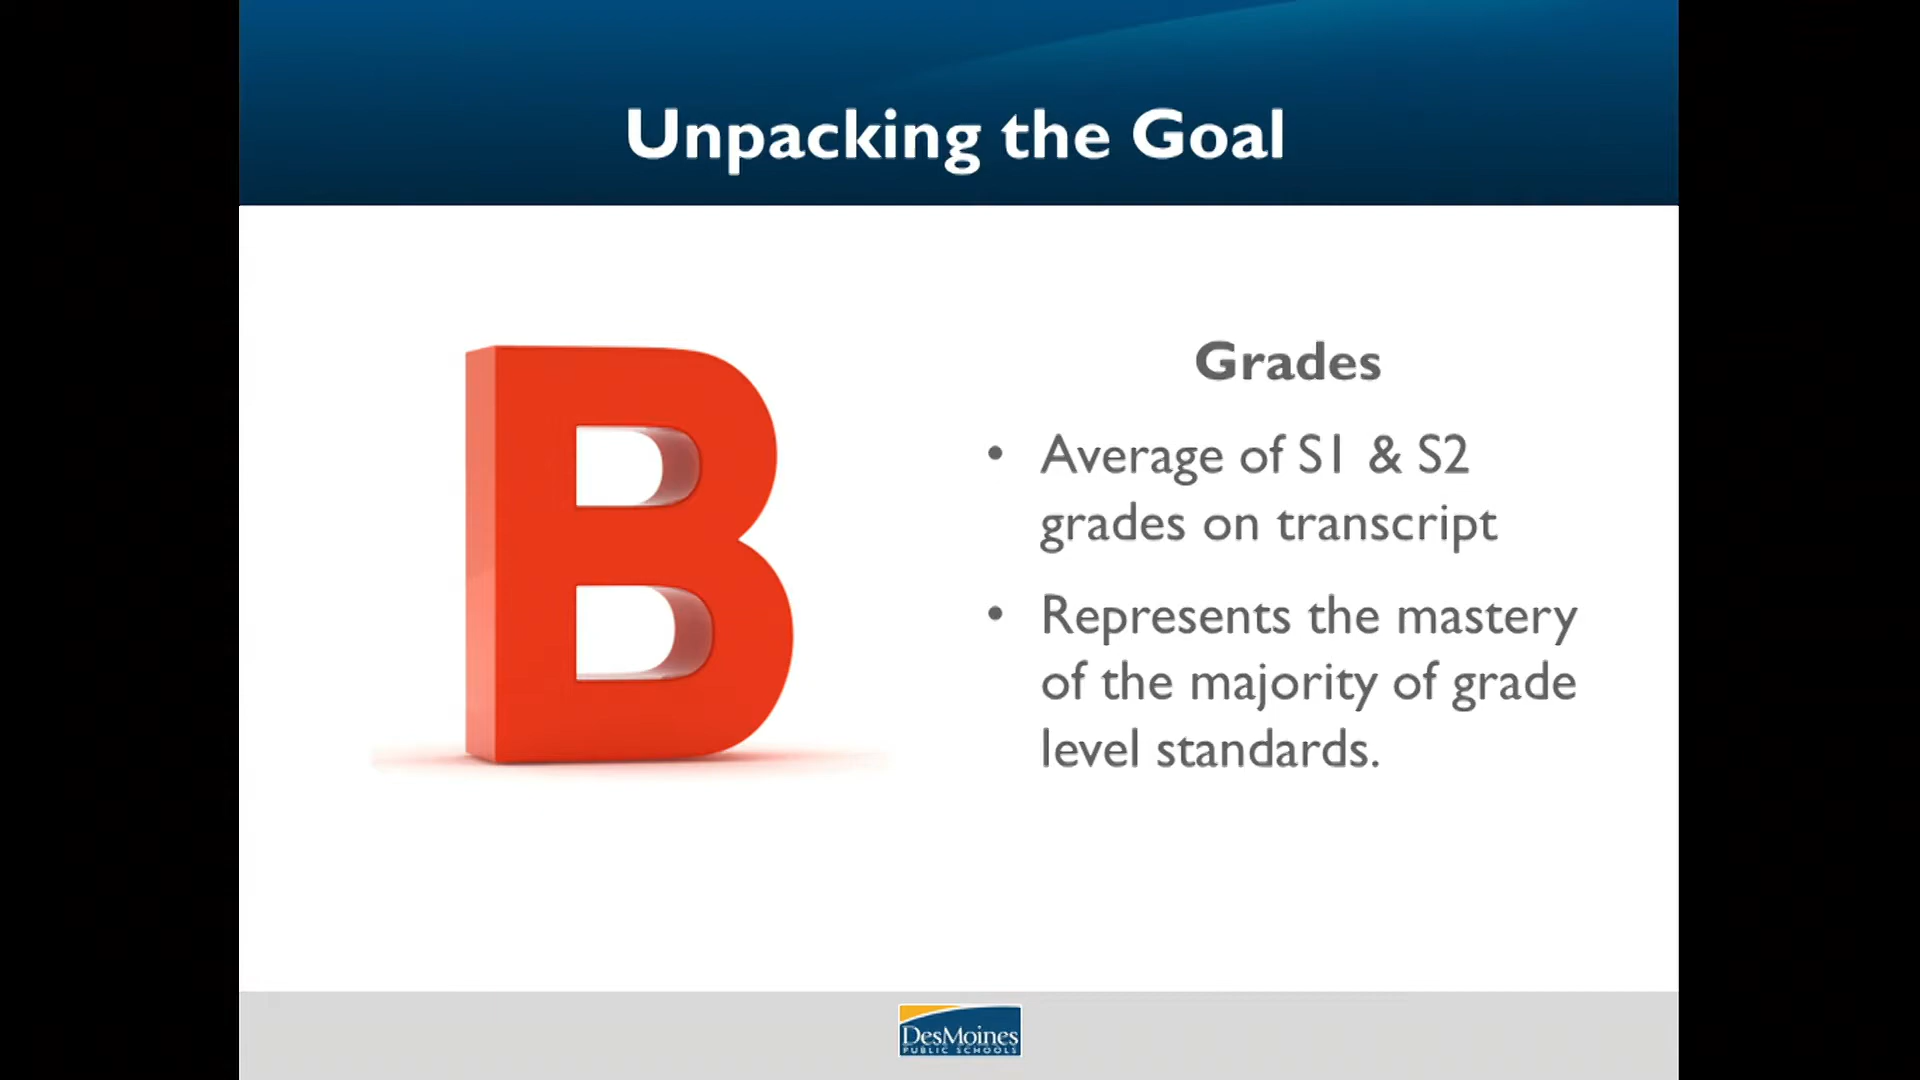 Unpacking the Goal
B
Grades
• Average of S1 & S2
grades on transcript
• Represents the mastery
of the majority of grade
level standards.
DesMoines
PUBLIC SCHOOLS